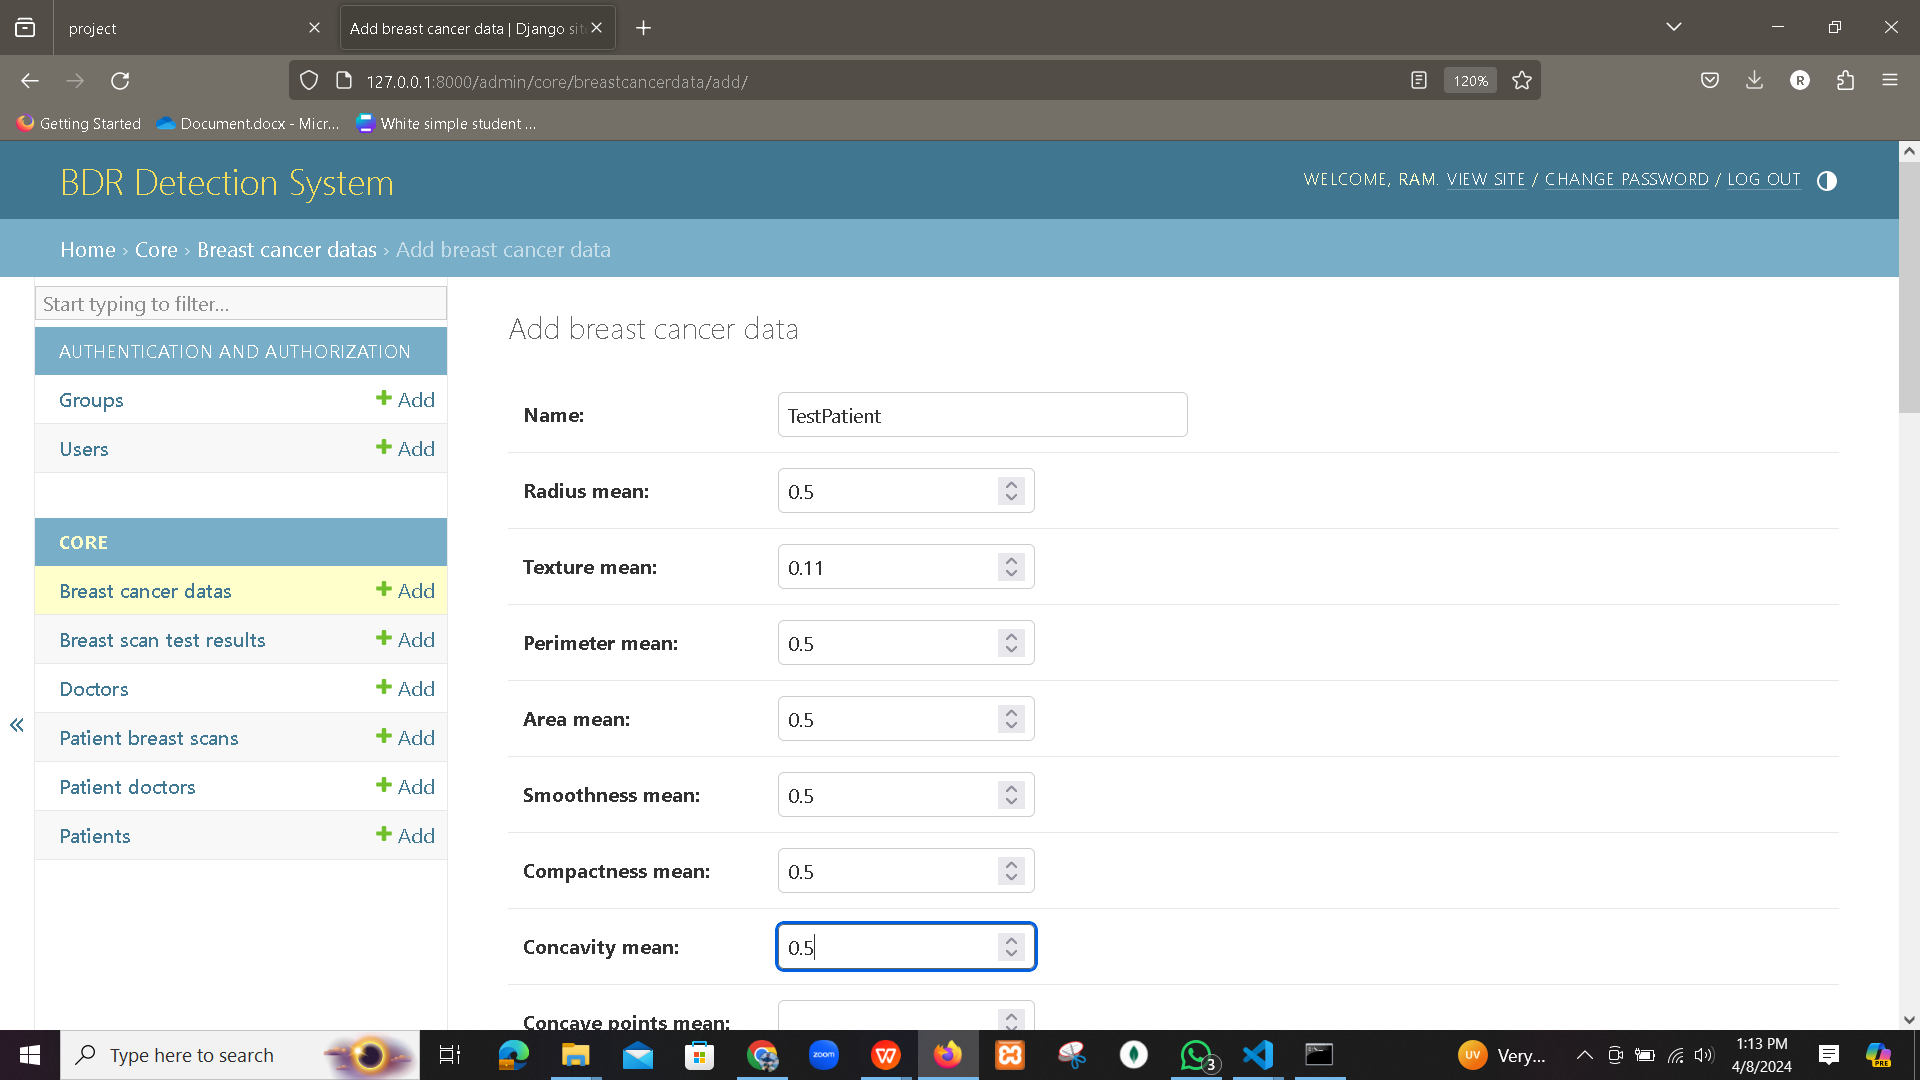 project
Add breast cancer data | Django sit
127.0.0.1:8000/admin/core/breastcancerdata/add/
120%
R
Getting Started
Document.docx - Micr...
White simple student ...
BDR Detection System
WELCOME, RAM. VIEW SITE / CHANGE PASSWORD / LOG OUT
Home › Core › Breast cancer datas › Add breast cancer data
Start typing to filter...
AUTHENTICATION AND AUTHORIZATION
Groups Add
Users Add
CORE
Breast cancer datas Add
Breast scan test results Add
Doctors Add
Patient breast scans Add
Patient doctors Add
Patients Add
«
Add breast cancer data
Name: TestPatient
Radius mean: 0.5
Texture mean: 0.11
Perimeter mean: 0.5
Area mean: 0.5
Smoothness mean: 0.5
Compactness mean: 0.5
Concavity mean: 0.5
Concave points mean:
Type here to search
zoom
W
3
UV
Very...
1:13 PM
4/8/2024
PRE